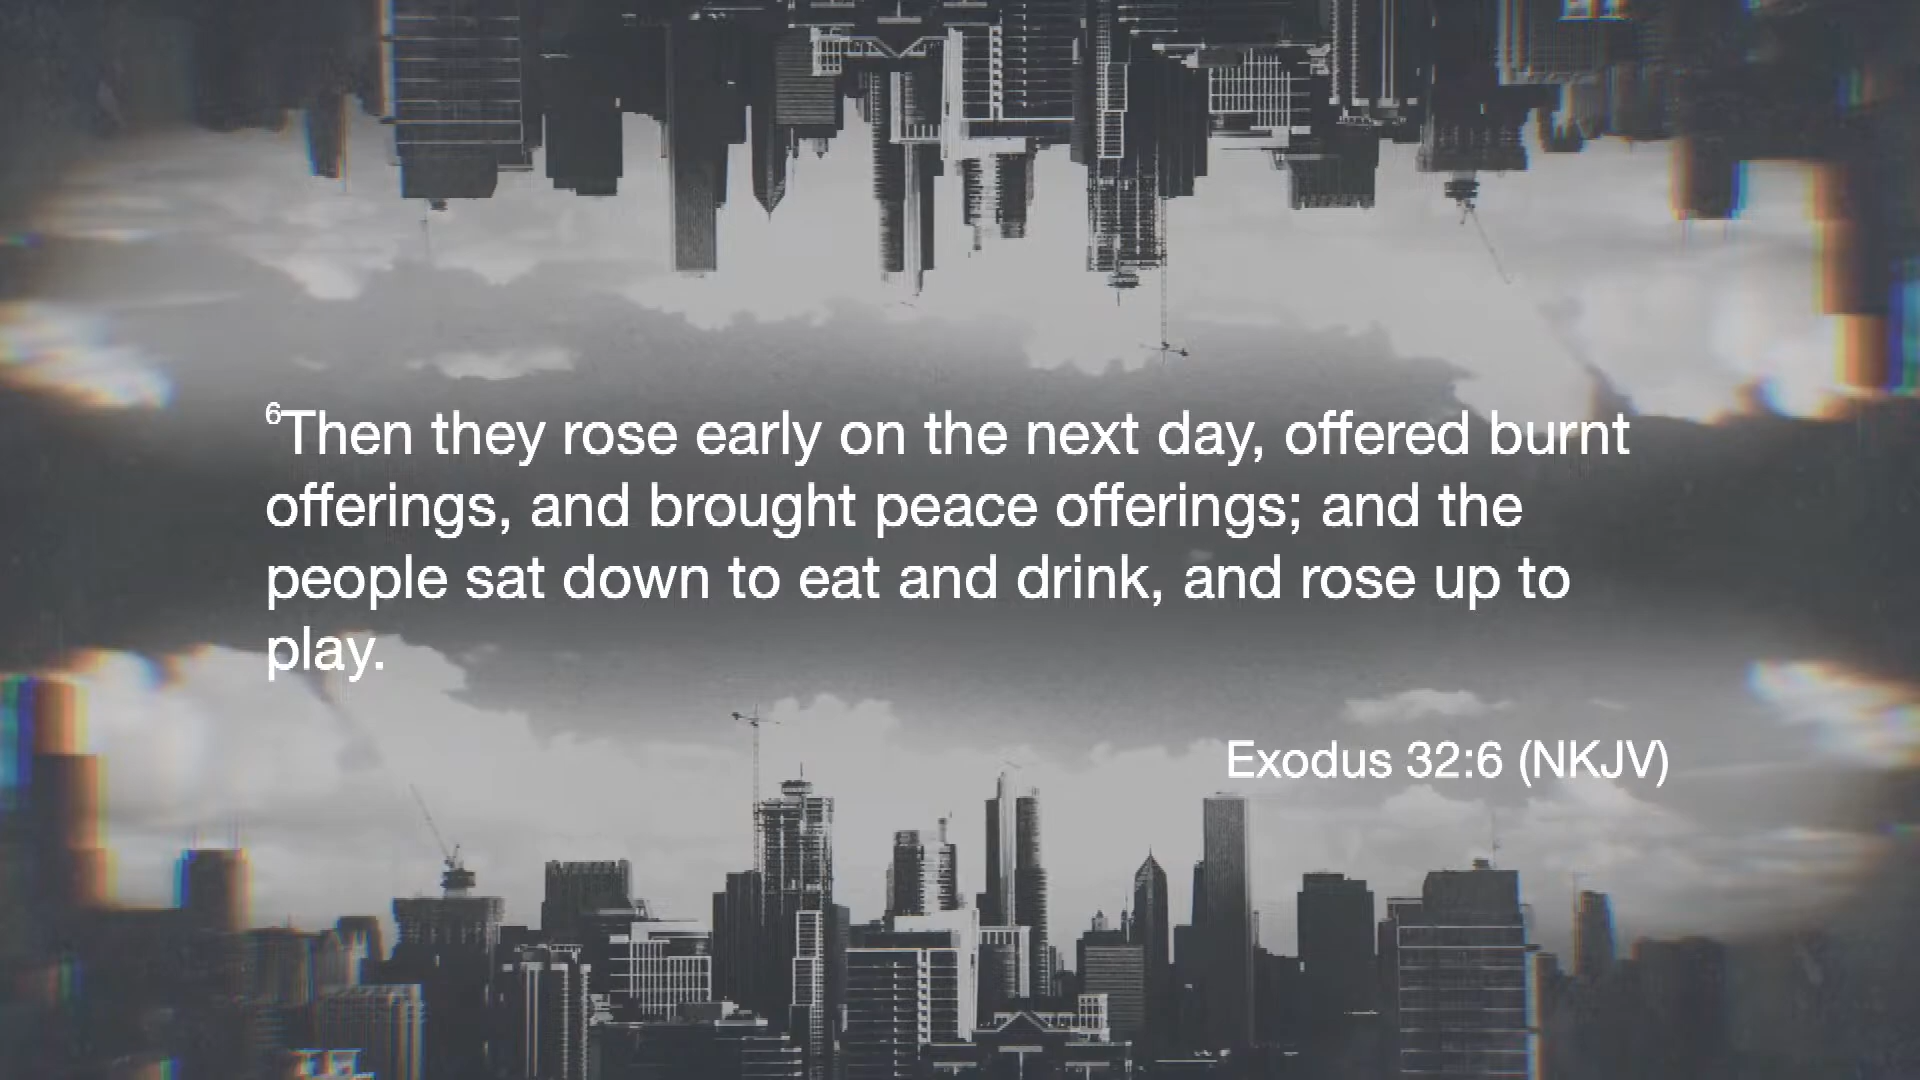 6Then they rose early on the next day, offered burnt
offerings, and brought peace offerings; and the
people sat down to eat and drink, and rose up to
play.
Exodus 32:6 (NKJV)